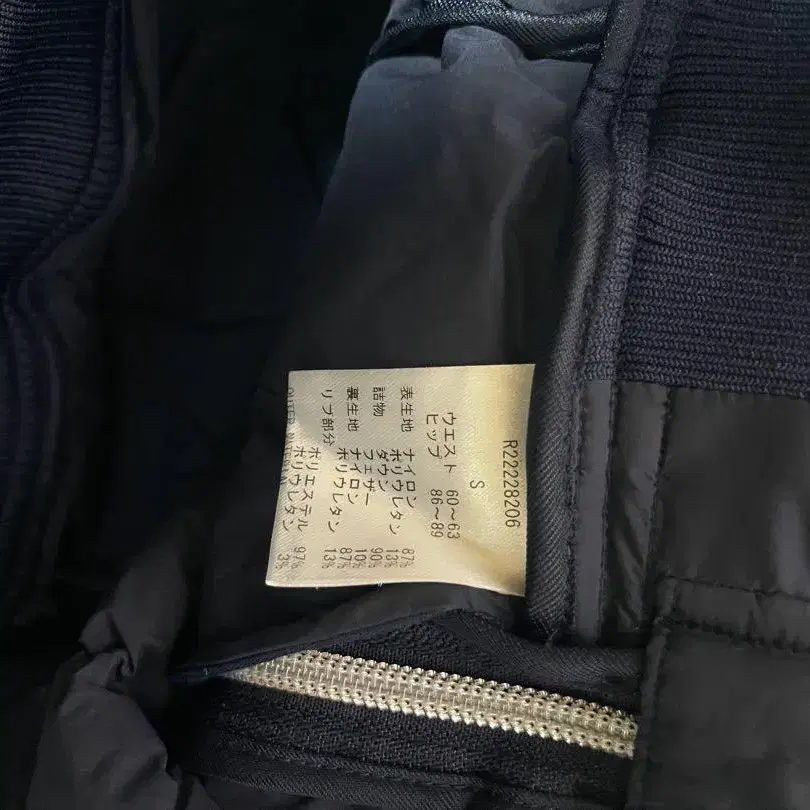 R22228206
S
ウエスト 60～63
ヒップ 86～89
表生地 ナイロン 87%
ポリウレタン 13%
詰物 ダウン 90%
フェザー 10%
裏生地 ナイロン 87%
ポリウレタン 13%
リブ部分 ポリエステル 97%
ポリウレタン 3%